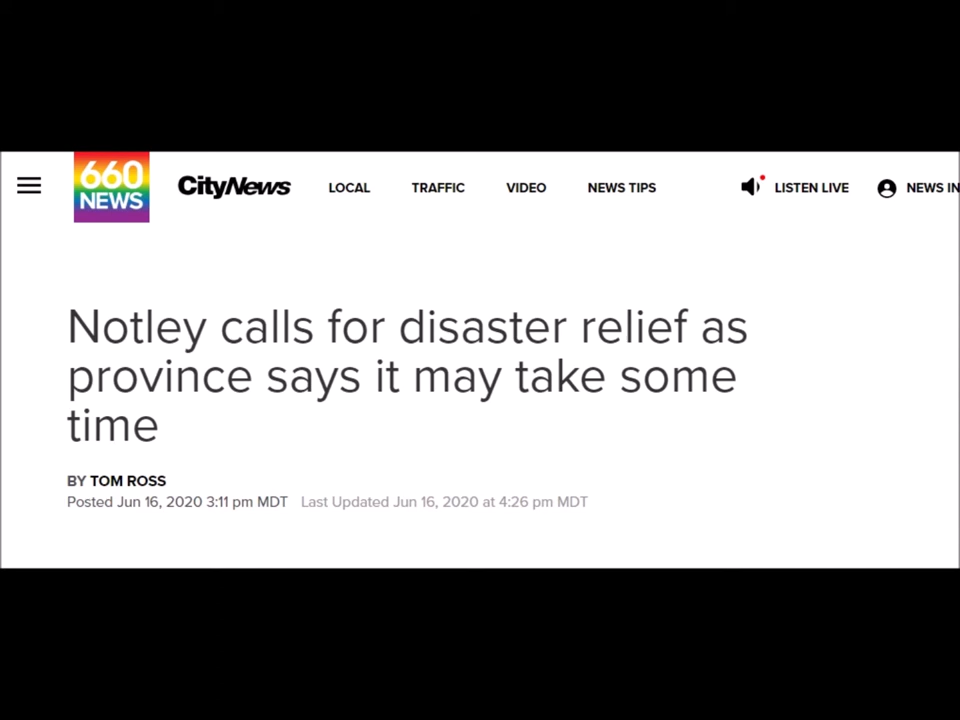 660
NEWS
CityNews
LOCAL
TRAFFIC
VIDEO
NEWS TIPS
LISTEN LIVE
NEWS IN
Notley calls for disaster relief as
province says it may take some
time
BY TOM ROSS
Posted Jun 16, 2020 3:11 pm MDT Last Updated Jun 16, 2020 at 4:26 pm MDT